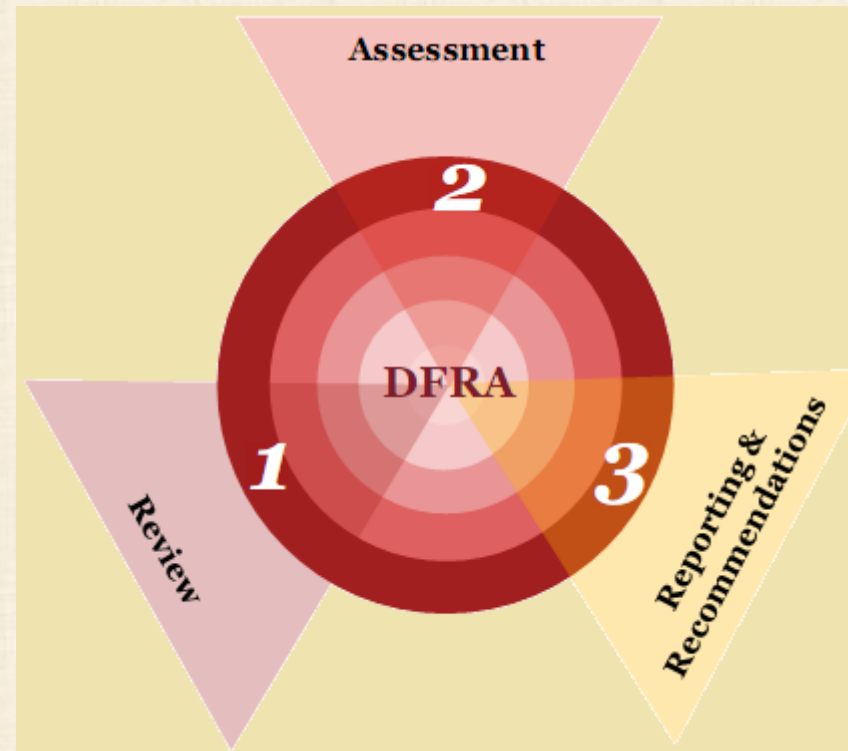 Assessment
2
DFRA
1
3
Review
Reporting &
Recommendations